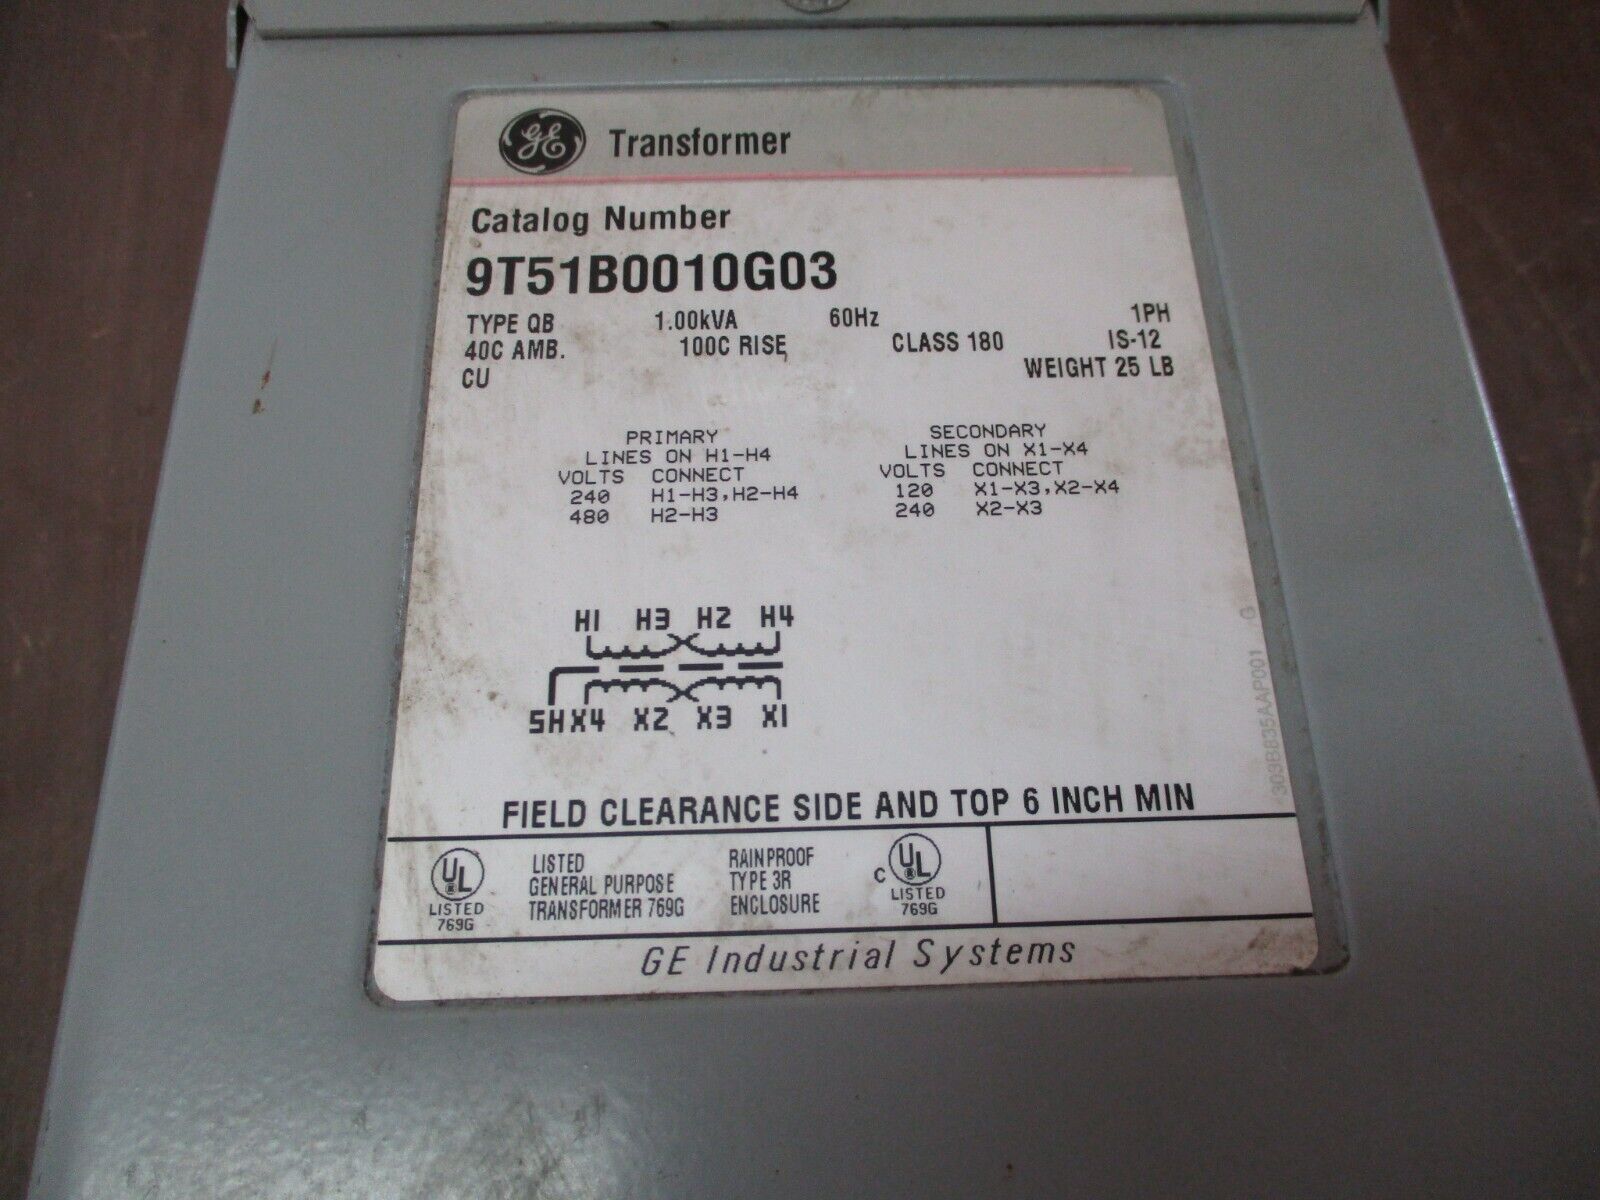 GE Transformer
Catalog Number
9T51B0010G03
TYPE QB 1.00kVA 60Hz 1PH
40C AMB. 100C RISE CLASS 180 IS-12
CU WEIGHT 25 LB
PRIMARY
LINES ON H1-H4
VOLTS CONNECT
240 H1-H3,H2-H4
480 H2-H3
SECONDARY
LINES ON X1-X4
VOLTS CONNECT
120 X1-X3,X2-X4
240 X2-X3
H1 H3 H2 H4
SH X4 X2 X3 X1
303B835AAP001 G
FIELD CLEARANCE SIDE AND TOP 6 INCH MIN
UL
LISTED
769G
LISTED
GENERAL PURPOSE
TRANSFORMER 769G
RAINPROOF
TYPE 3R
ENCLOSURE
C UL
LISTED
769G
GE Industrial Systems